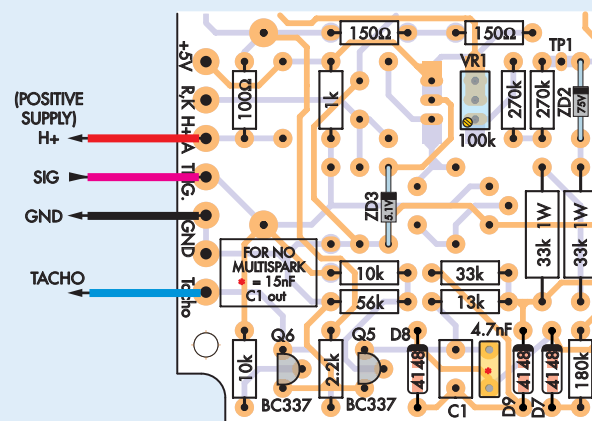 150Ω
150Ω
+5V
R,K
H+
A
TRIG.
GND
Tacho
(POSITIVE
SUPPLY)
H+
SIG
GND
TACHO
100Ω
1k
VR1
100k
270k
270k
TP1
ZD2
75V
ZD3
5.1V
33k 1W
33k 1W
FOR NO
MULTISPARK
* = 15nF
C1 out
10k
33k
56k
13k
10k
Q6
BC337
2.2k
Q5
BC337
D8
4148
C1
4.7nF
*
4148
D9
4148
D7
180k